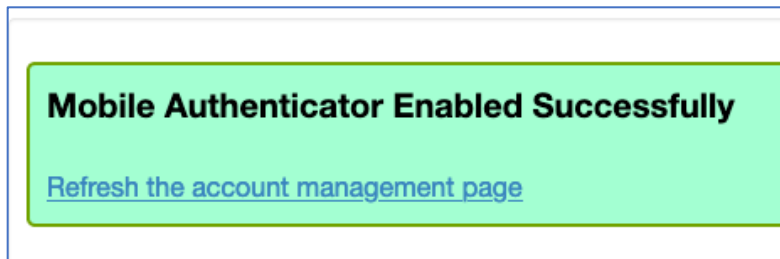 Mobile Authenticator Enabled Successfully
Refresh the account management page